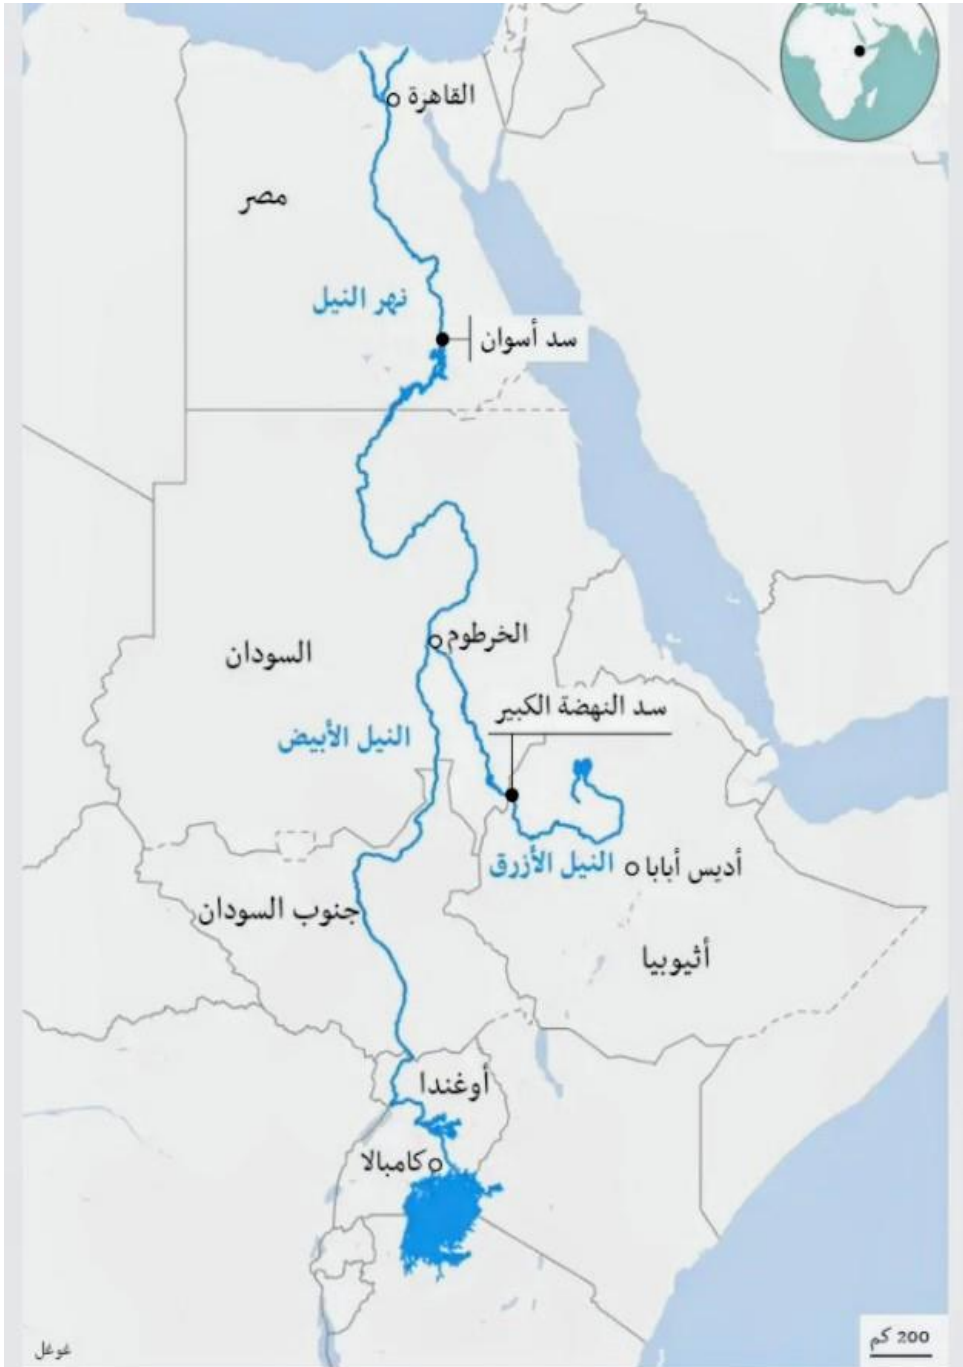 القاهرة
مصر
نهر النيل
سد أسوان
الخرطوم
السودان
سد النهضة الكبير
النيل الأبيض
النيل الأزرق
أديس أبابا
جنوب السودان
أثيوبيا
أوغندا
كامبالا
200 كم
غوغل